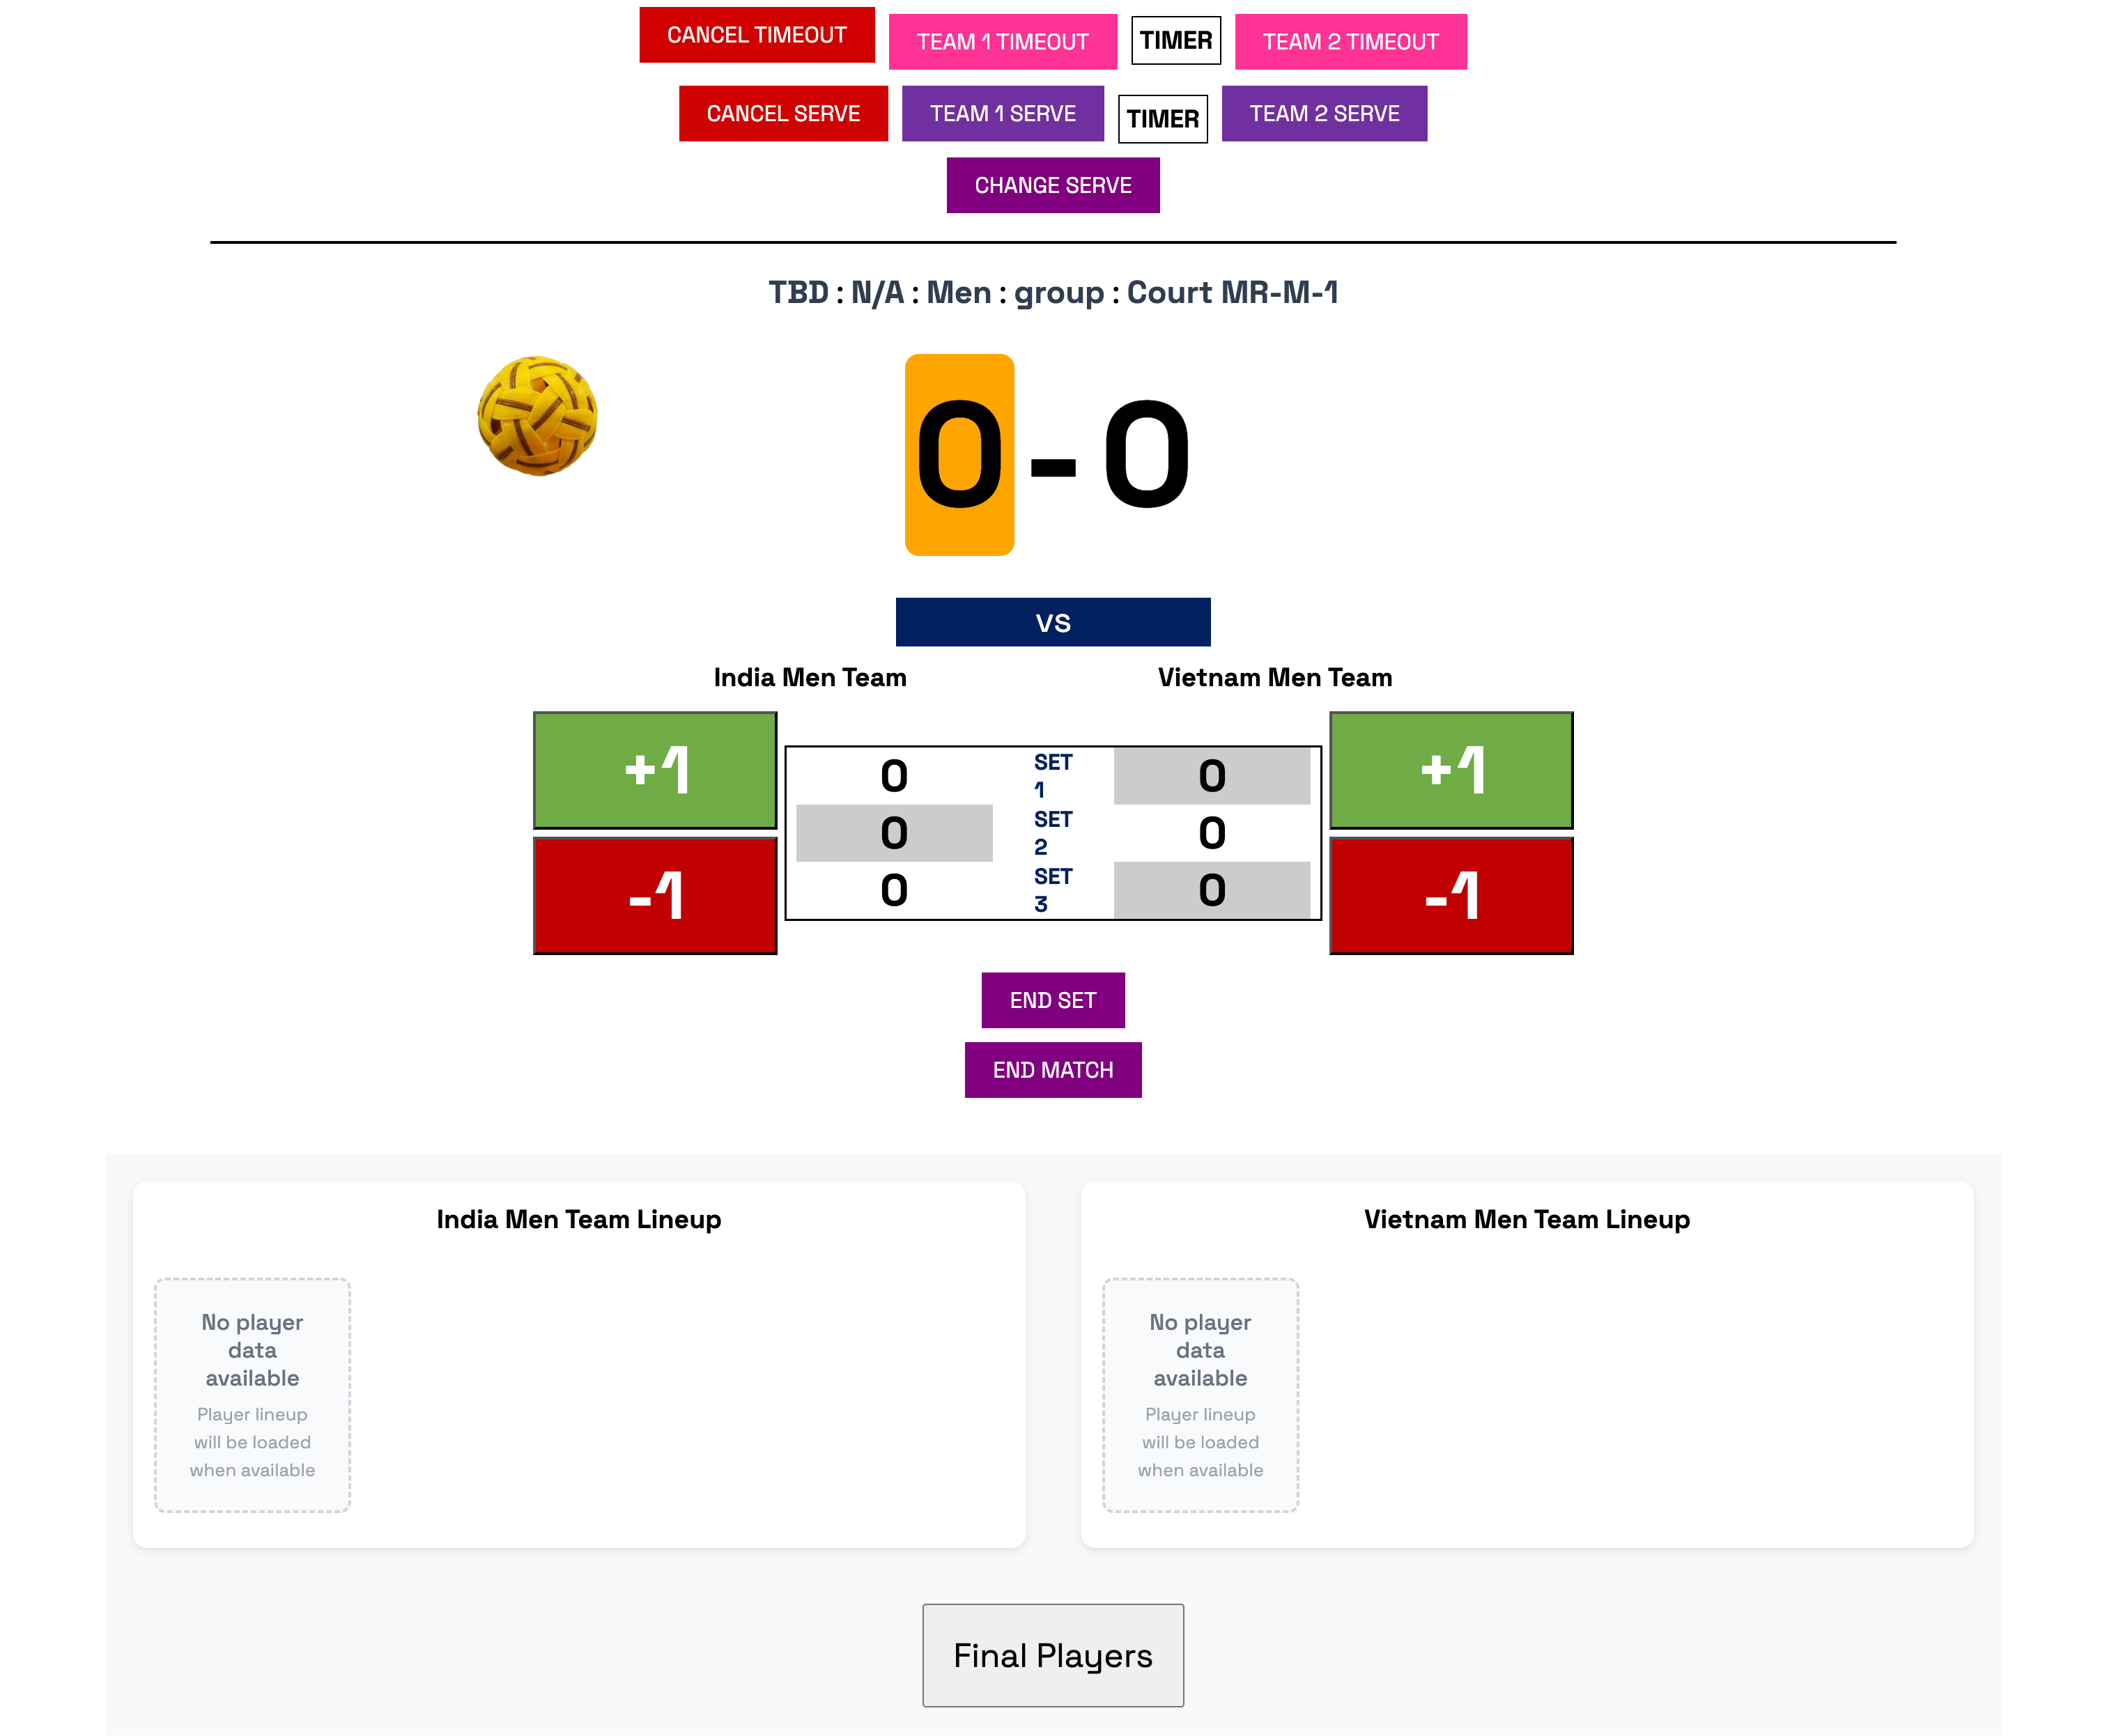 CANCEL TIMEOUT TEAM 1 TIMEOUT TIMER TEAM 2 TIMEOUT
CANCEL SERVE TEAM 1 SERVE TIMER TEAM 2 SERVE
CHANGE SERVE
TBD : N/A : Men : group : Court MR-M-1
0 - 0
VS
India Men Team Vietnam Men Team
+1 +1
-1 -1
0 SET 1 0
0 SET 2 0
0 SET 3 0
END SET
END MATCH
India Men Team Lineup
No player
data
available
Player lineup
will be loaded
when available
Vietnam Men Team Lineup
No player
data
available
Player lineup
will be loaded
when available
Final Players